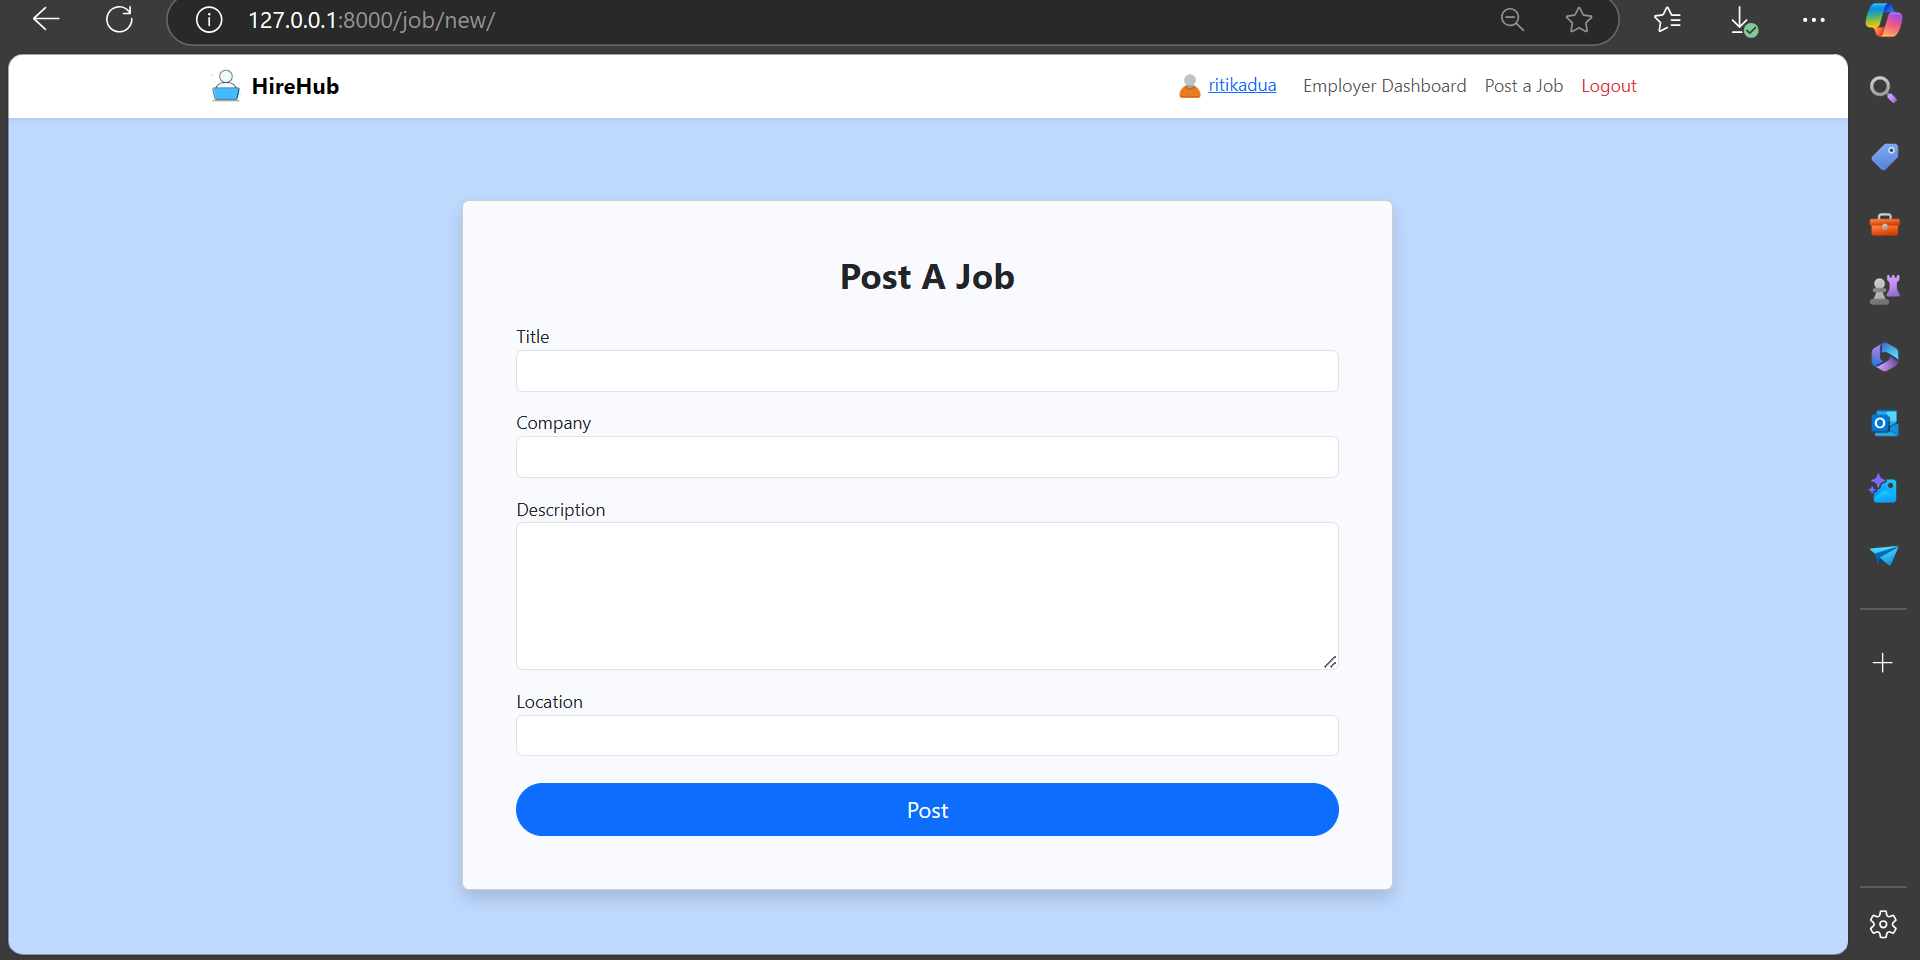 127.0.0.1:8000/job/new/
HireHub
ritikadua Employer Dashboard Post a Job Logout
Post A Job
Title
Company
Description
Location
Post